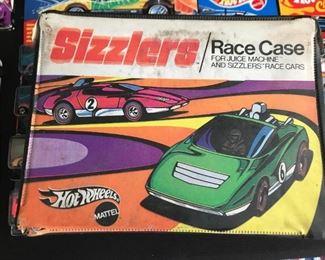 Sizzlers
Race Case
FOR JUICE MACHINE
AND SIZZLERS RACE CARS
2
6
HOT WHEELS
MATTEL